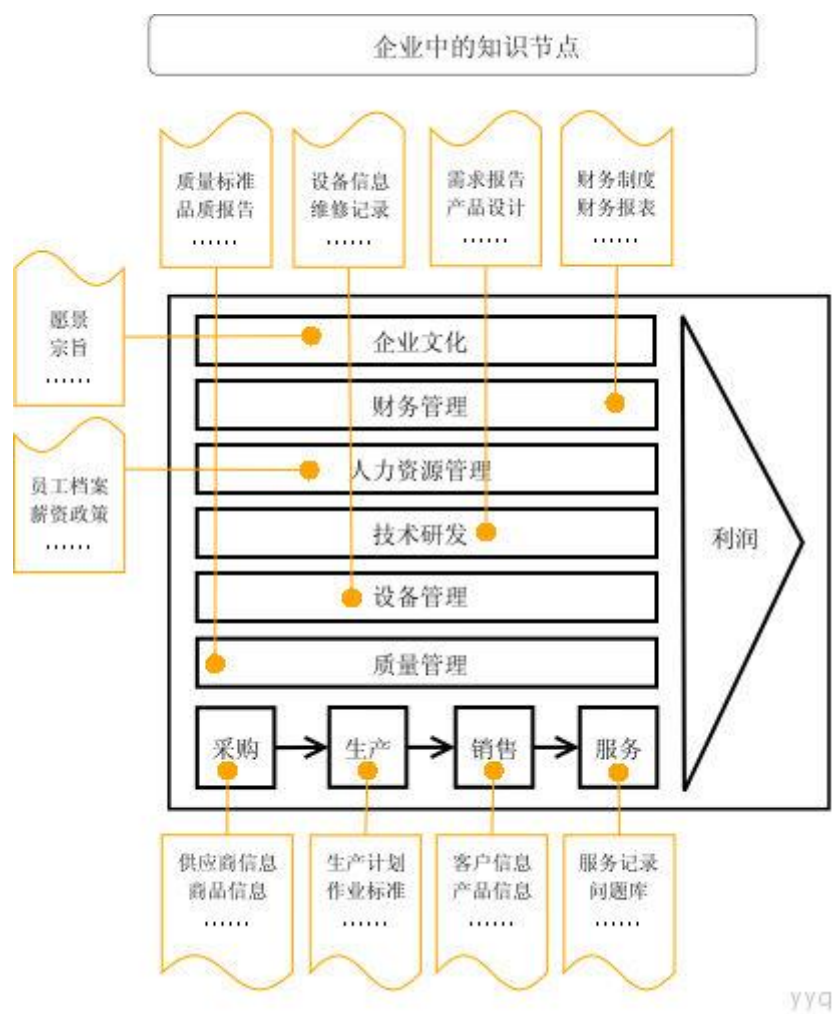 企业中的知识节点
质量标准
品质报告
......
设备信息
维修记录
......
需求报告
产品设计
......
财务制度
财务报表
......
愿景
宗旨
......
员工档案
薪资政策
......
企业文化
财务管理
人力资源管理
技术研发
设备管理
质量管理
利润
采购
生产
销售
服务
供应商信息
商品信息
......
生产计划
作业标准
......
客户信息
产品信息
......
服务记录
问题库
......
yyq